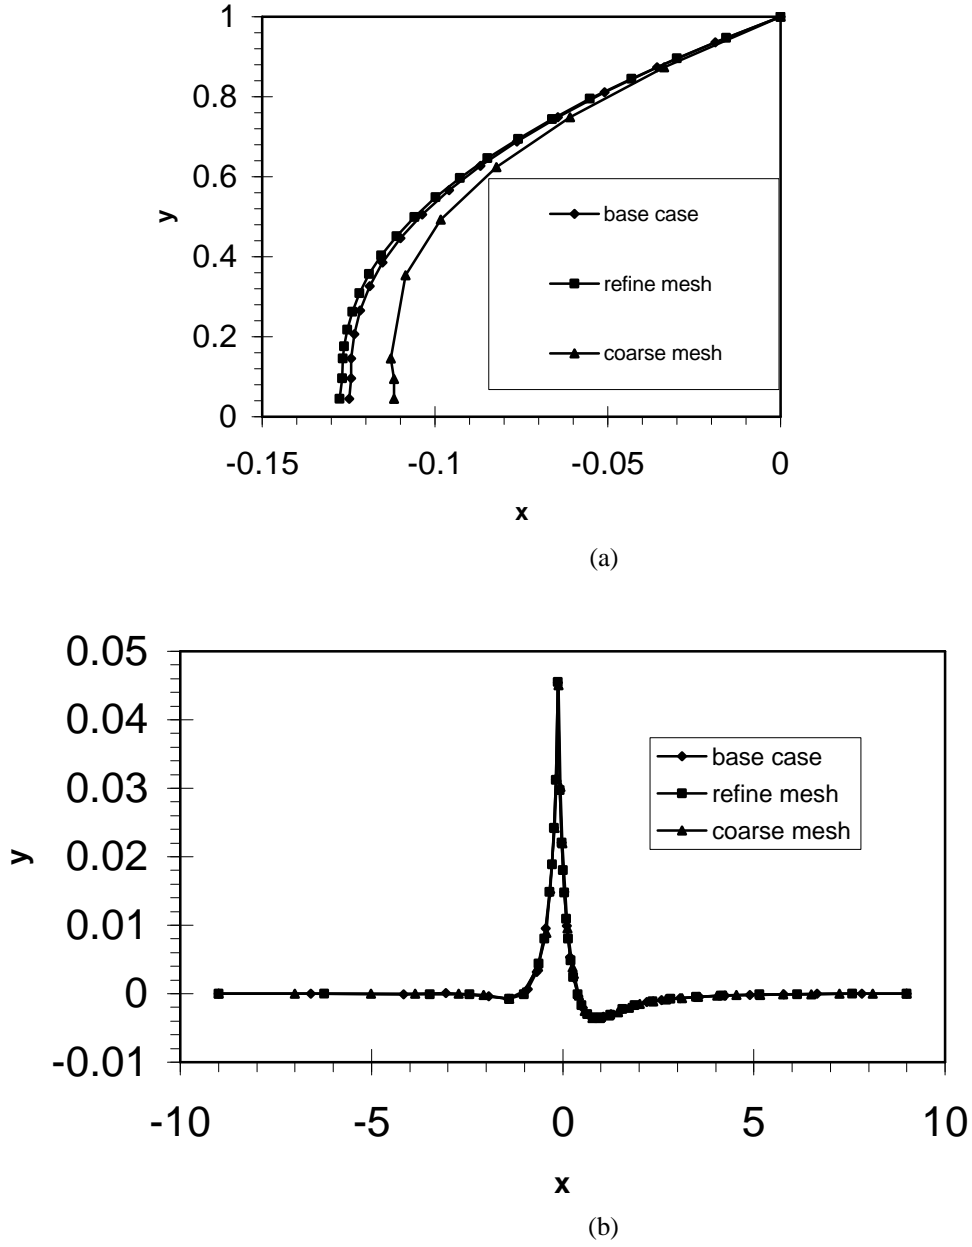 1
0.8
0.6
0.4
0.2
0
y
base case
refine mesh
coarse mesh
-0.15 -0.1 -0.05 0
x
(a)
0.05
0.04
0.03
0.02
0.01
0
-0.01
y
base case
refine mesh
coarse mesh
-10 -5 0 5 10
x
(b)